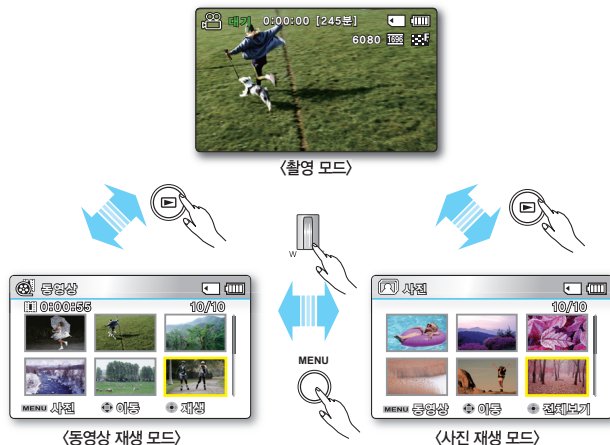 대기 0:00:00 [245분]
6080 1696 F
〈촬영 모드〉
W
MENU
동영상
0:00:55 10/10
MENU 사진 이동 재생
〈동영상 재생 모드〉
사진
10/10
MENU 동영상 이동 전체보기
〈사진 재생 모드〉